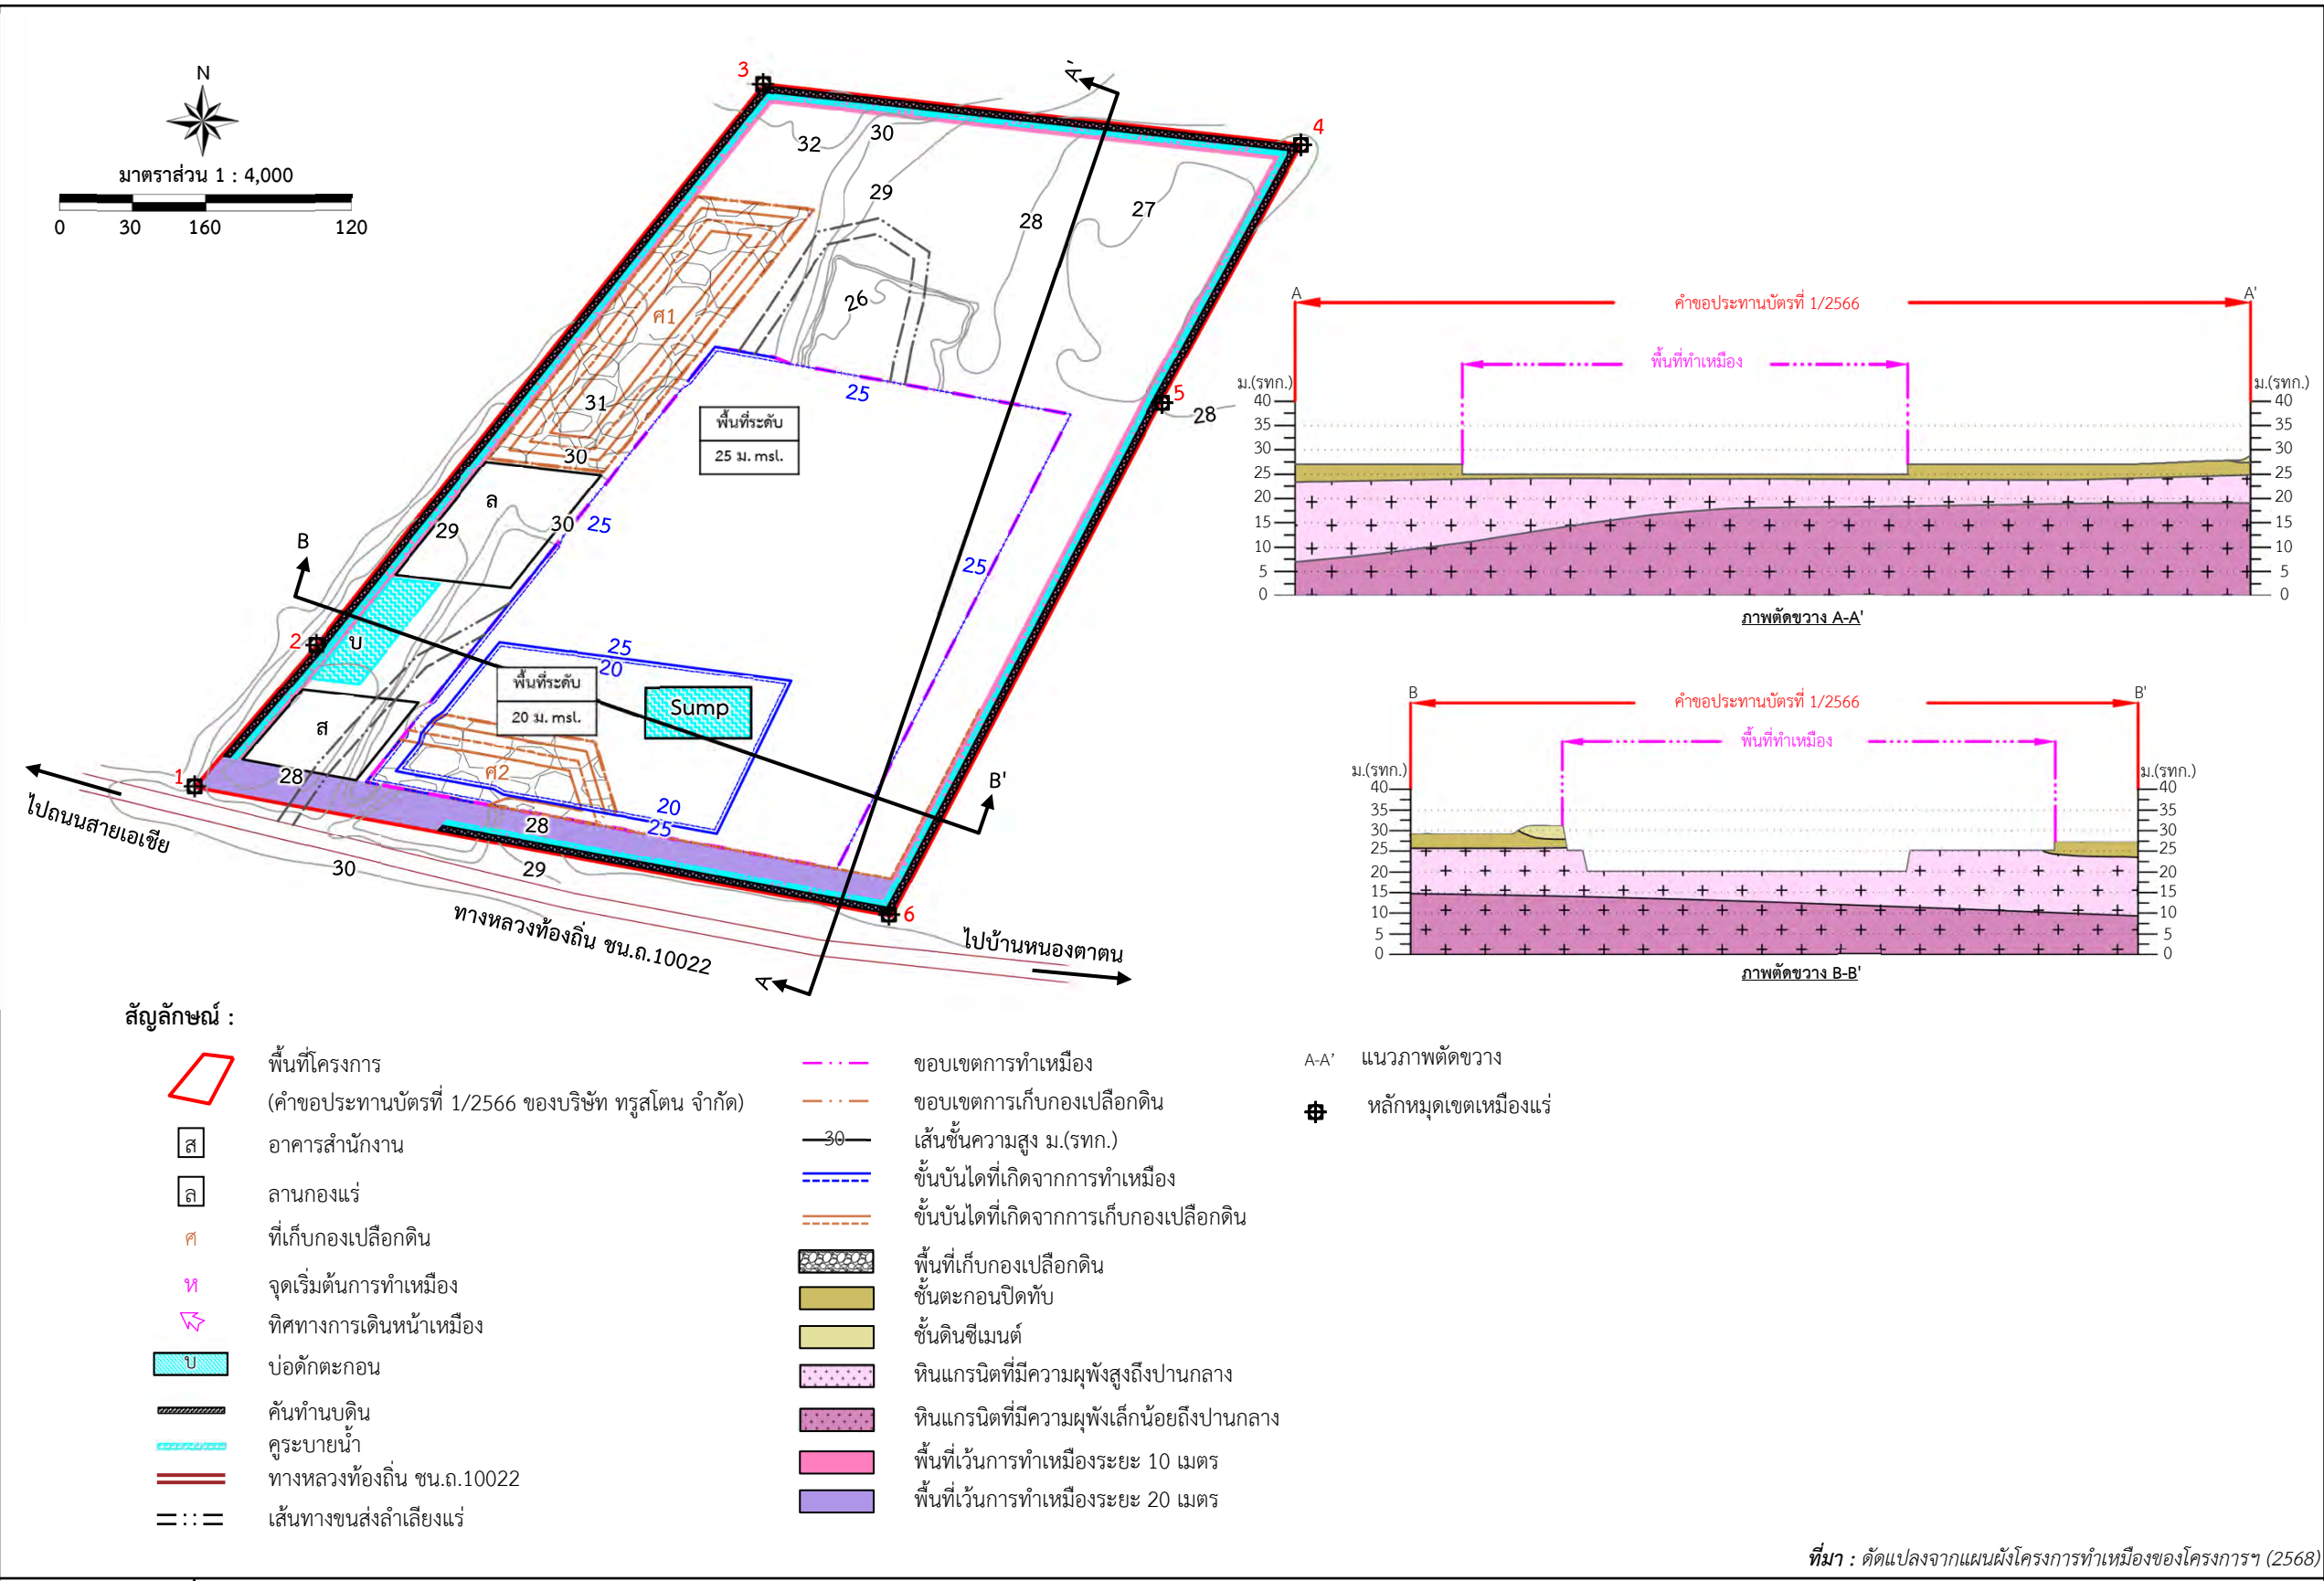 N
มาตราส่วน 1 : 4,000
0 30 160 120
3
A'
4
32
30
29
28
27
26
ศ1
31
30
25
5
28
พื้นที่ระดับ
25 ม. msl.
ล
29
30
25
25
B
2
บ
25
20
พื้นที่ระดับ
20 ม. msl.
Sump
ส
ศ2
B'
1
28
20
25
28
29
30
6
A
ไปถนนสายเอเชีย
ทางหลวงท้องถิ่น ชน.ถ.10022
ไปบ้านหนองตาตน
A A'
คำขอประทานบัตรที่ 1/2566
พื้นที่ทำเหมือง
ม.(รทก.) ม.(รทก.)
40 40
35 35
30 30
25 25
20 20
15 15
10 10
5 5
0 0
ภาพตัดขวาง A-A'
B B'
คำขอประทานบัตรที่ 1/2566
พื้นที่ทำเหมือง
ม.(รทก.) ม.(รทก.)
40 40
35 35
30 30
25 25
20 20
15 15
10 10
5 5
0 0
ภาพตัดขวาง B-B'
สัญลักษณ์ :
พื้นที่โครงการ
(คำขอประทานบัตรที่ 1/2566 ของบริษัท ทรูสโตน จำกัด)
ส อาคารสำนักงาน
ล ลานกองแร่
ศ ที่เก็บกองเปลือกดิน
ห จุดเริ่มต้นการทำเหมือง
ทิศทางการเดินหน้าเหมือง
บ บ่อดักตะกอน
คันทำนบดิน
คูระบายน้ำ
ทางหลวงท้องถิ่น ชน.ถ.10022
เส้นทางขนส่งลำเลียงแร่
ขอบเขตการทำเหมือง
ขอบเขตการเก็บกองเปลือกดิน
30 เส้นชั้นความสูง ม.(รทก.)
ขั้นบันไดที่เกิดจากการทำเหมือง
ขั้นบันไดที่เกิดจากการเก็บกองเปลือกดิน
พื้นที่เก็บกองเปลือกดิน
ชั้นตะกอนปิดทับ
ชั้นดินซีเมนต์
หินแกรนิตที่มีความผุพังสูงถึงปานกลาง
หินแกรนิตที่มีความผุพังเล็กน้อยถึงปานกลาง
พื้นที่เว้นการทำเหมืองระยะ 10 เมตร
พื้นที่เว้นการทำเหมืองระยะ 20 เมตร
A-A' แนวภาพตัดขวาง
หลักหมุดเขตเหมืองแร่
ที่มา : ดัดแปลงจากแผนผังโครงการทำเหมืองของโครงการฯ (2568)